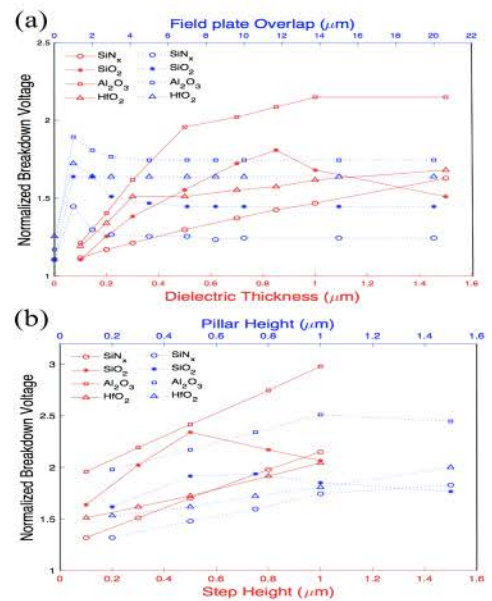 (a)
Field plate Overlap (μm)
0 2 4 6 8 10 12 14 16 18 20 22
2.5
2
1.5
1
Normalized Breakdown Voltage
SiNx SiNx
SiO2 SiO2
Al2O3 Al2O3
HfO2 HfO2
0 0.2 0.4 0.6 0.8 1 1.2 1.4 1.6
Dielectric Thickness (μm)
(b)
Pillar Height (μm)
0 0.2 0.4 0.6 0.8 1 1.2 1.4 1.6
3
2.5
2
1.5
1
Normalized Breakdown Voltage
SiNx SiNx
SiO2 SiO2
Al2O3 Al2O3
HfO2 HfO2
0 0.2 0.4 0.6 0.8 1 1.2 1.4 1.6
Step Height (μm)